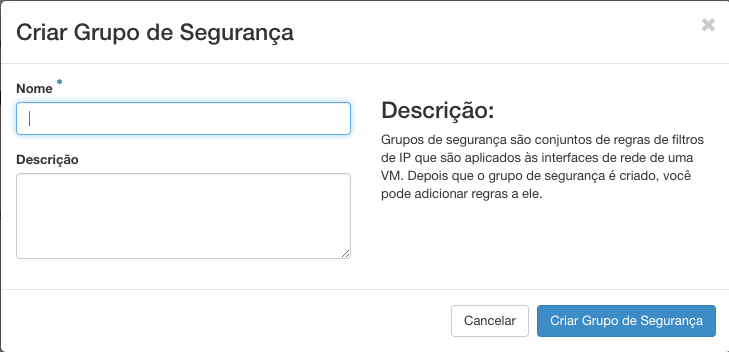 Criar Grupo de Segurança
×
Nome *
Descrição
Descrição:
Grupos de segurança são conjuntos de regras de filtros
de IP que são aplicados às interfaces de rede de uma
VM. Depois que o grupo de segurança é criado, você
pode adicionar regras a ele.
Cancelar
Criar Grupo de Segurança